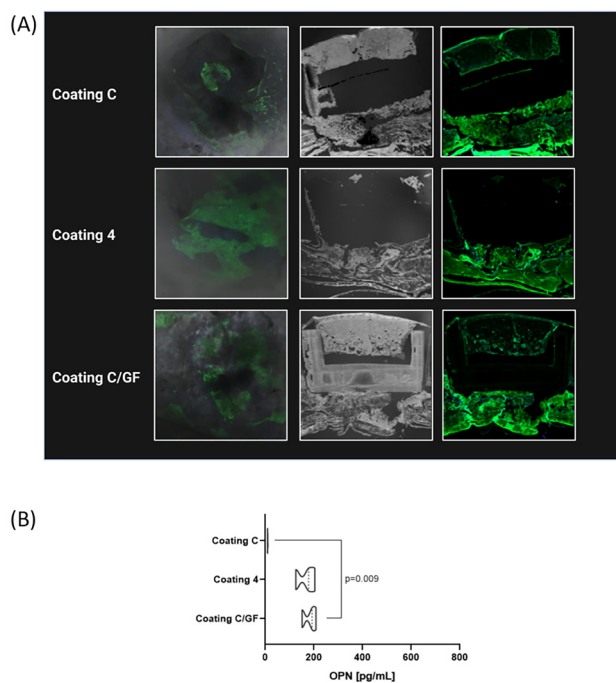 (A)
Coating C
Coating 4
Coating C/GF
(B)
Coating C
Coating 4
p=0.009
Coating C/GF
0
200
400
600
800
OPN [pg/mL]